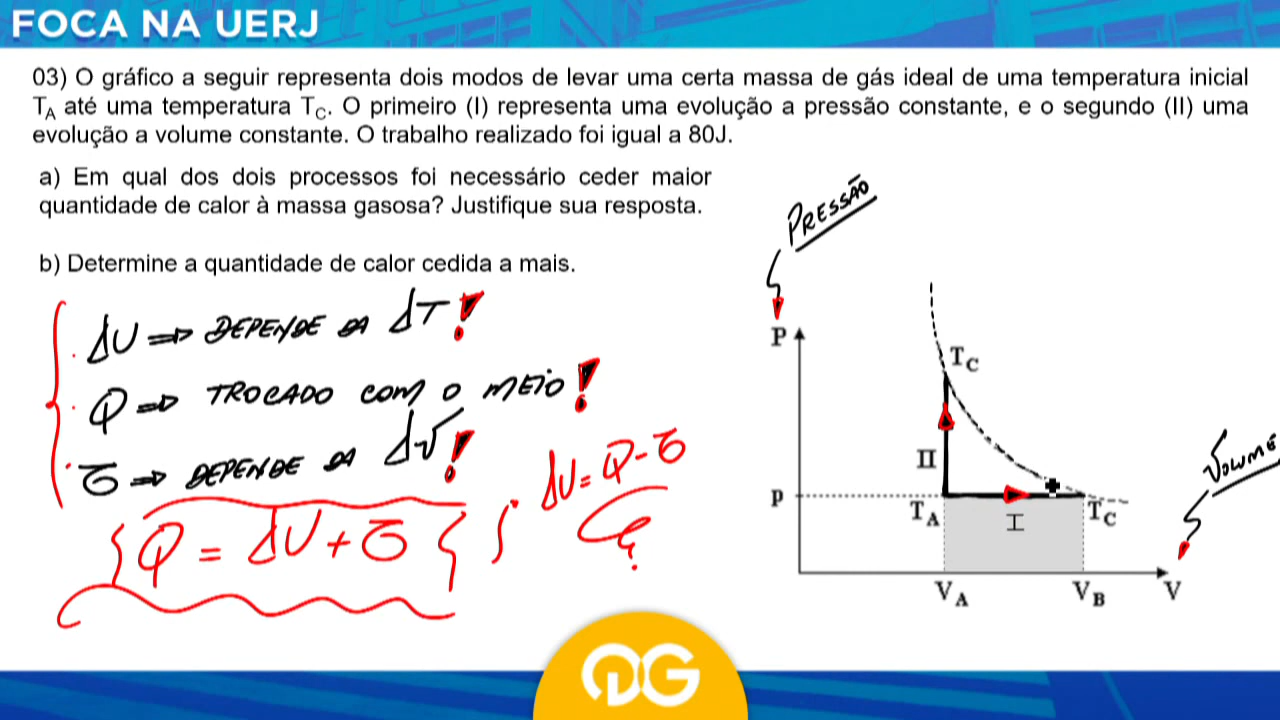 FOCA NA UERJ
03) O gráfico a seguir representa dois modos de levar uma certa massa de gás ideal de uma temperatura inicial
TA até uma temperatura TC. O primeiro (I) representa uma evolução a pressão constante, e o segundo (II) uma
evolução a volume constante. O trabalho realizado foi igual a 80J.
a) Em qual dos dois processos foi necessário ceder maior
quantidade de calor à massa gasosa? Justifique sua resposta.
b) Determine a quantidade de calor cedida a mais.
ΔU ⇒ DEPENDE DA ΔT!
Q ⇒ TROCADO COM O MEIO!
𝒵 ⇒ DEPENDE DA ΔV!
{Q = ΔU + 𝒵}
ΔU = Q - 𝒵
PRESSÃO
P
TC
II
p
TA
I
TC
VOLUME
VA
VB
V
QG